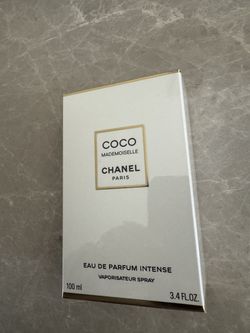 COCO
MADEMOISELLE
CHANEL
PARIS
EAU DE PARFUM INTENSE
VAPORISATEUR SPRAY
100 ml
3.4 FL.OZ.